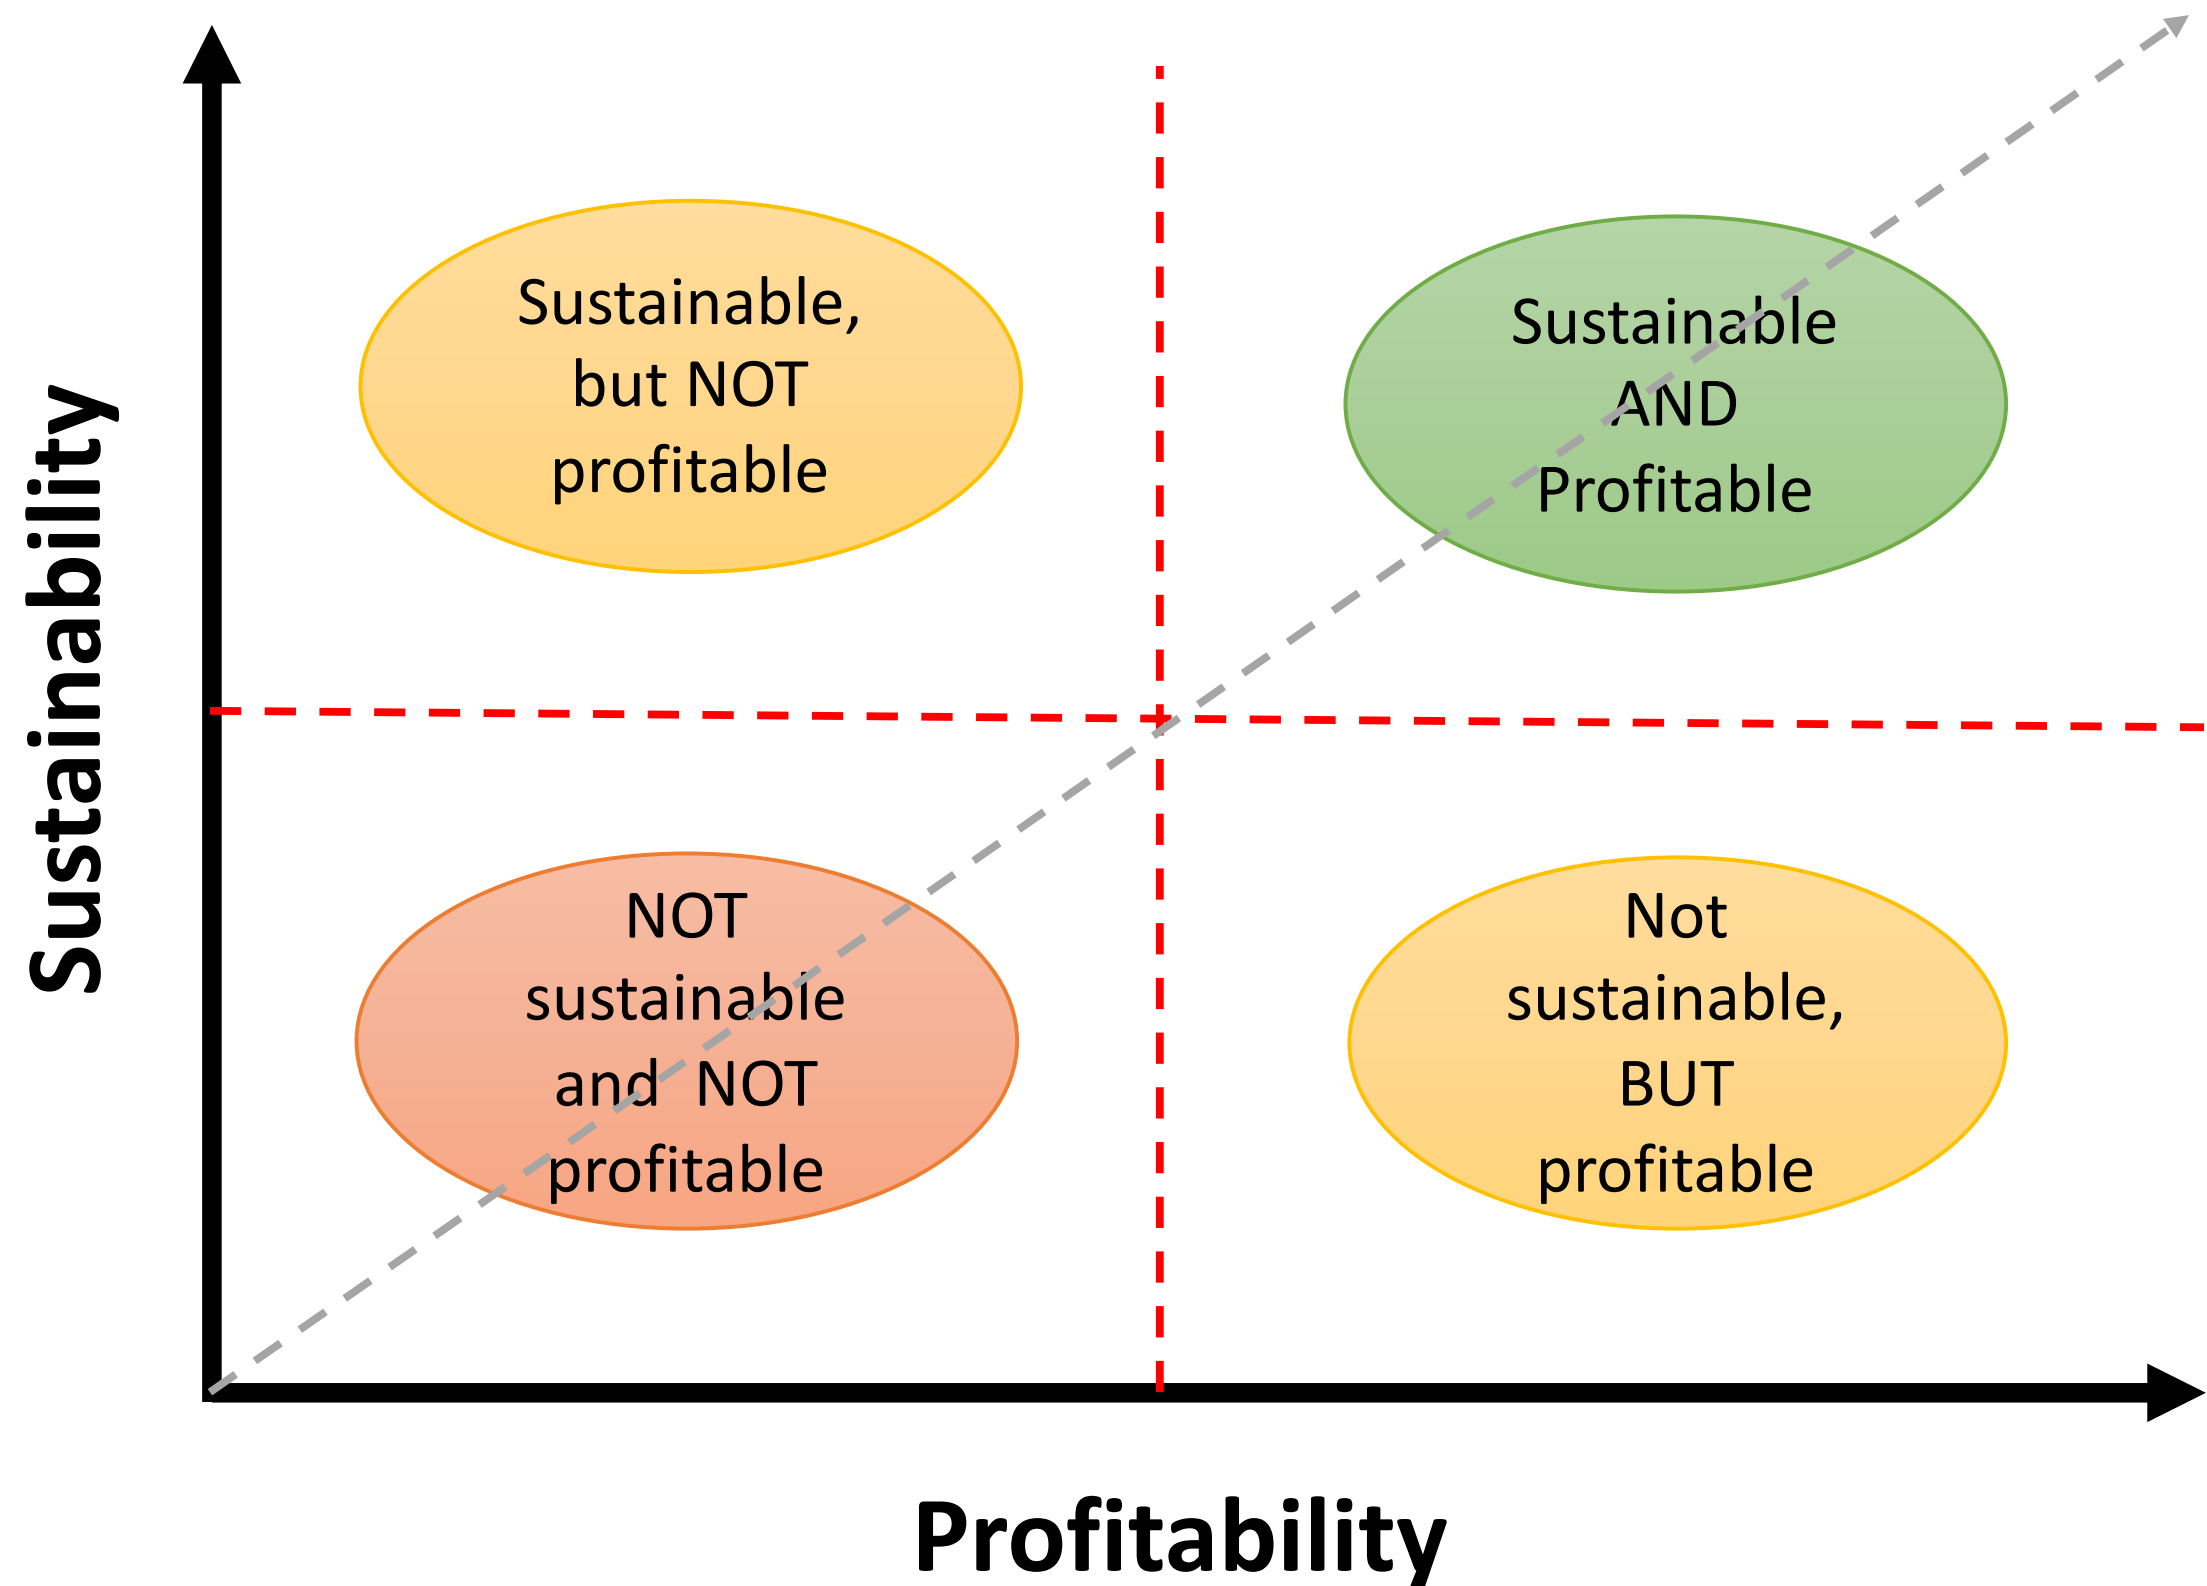 Sustainability
Sustainable,
but NOT
profitable
Sustainable
AND
Profitable
NOT
sustainable
and  NOT
profitable
Not
sustainable,
BUT
profitable
Profitability